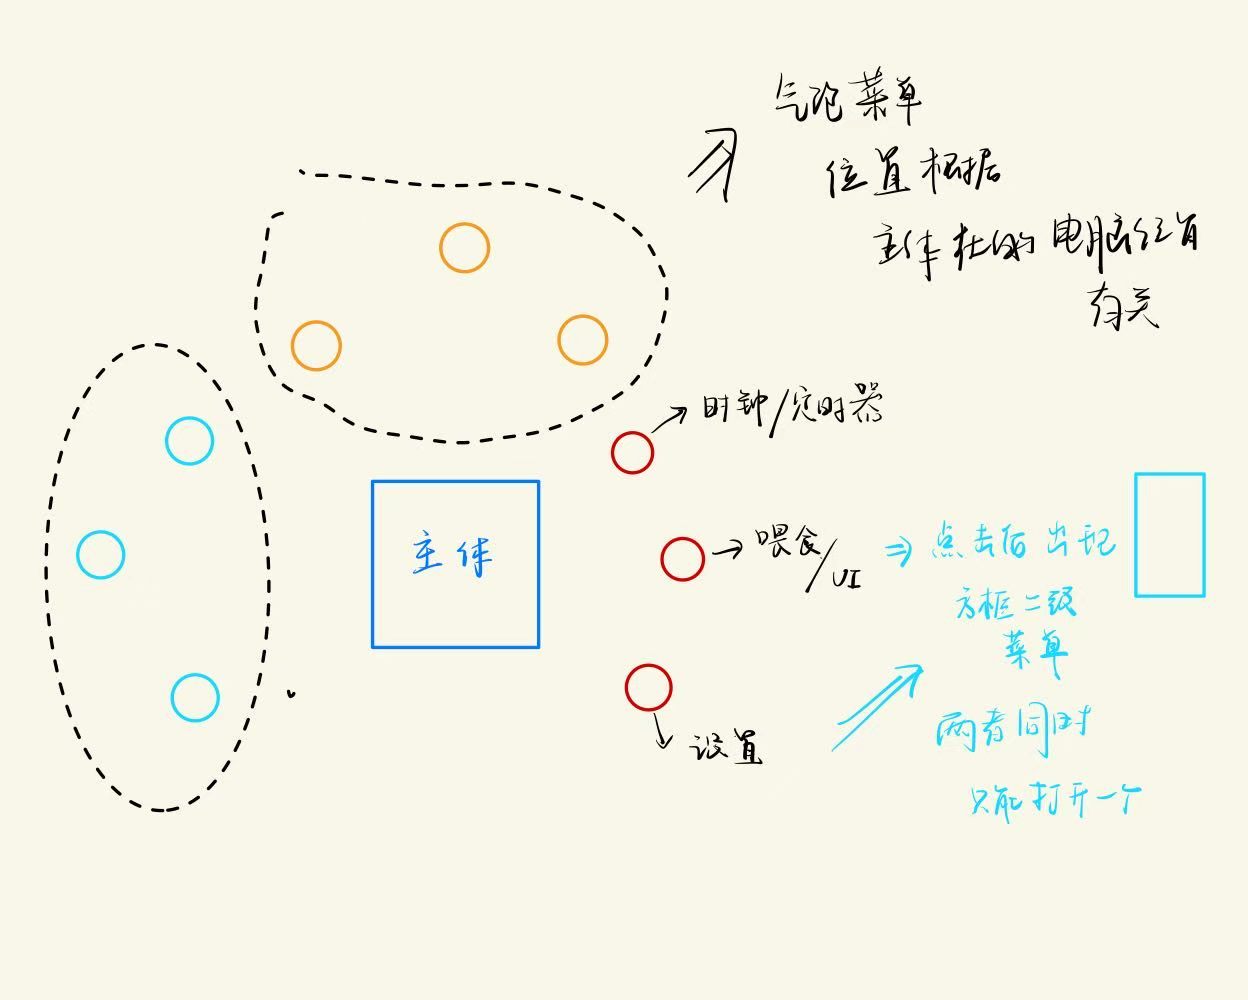 气泡菜单
位置根据
主体在的电脑位置
有关
时钟/定时器
主体
喂食/UI
⇒ 点击后出现
方框二级
菜单
设置
两者同时
只能打开一个